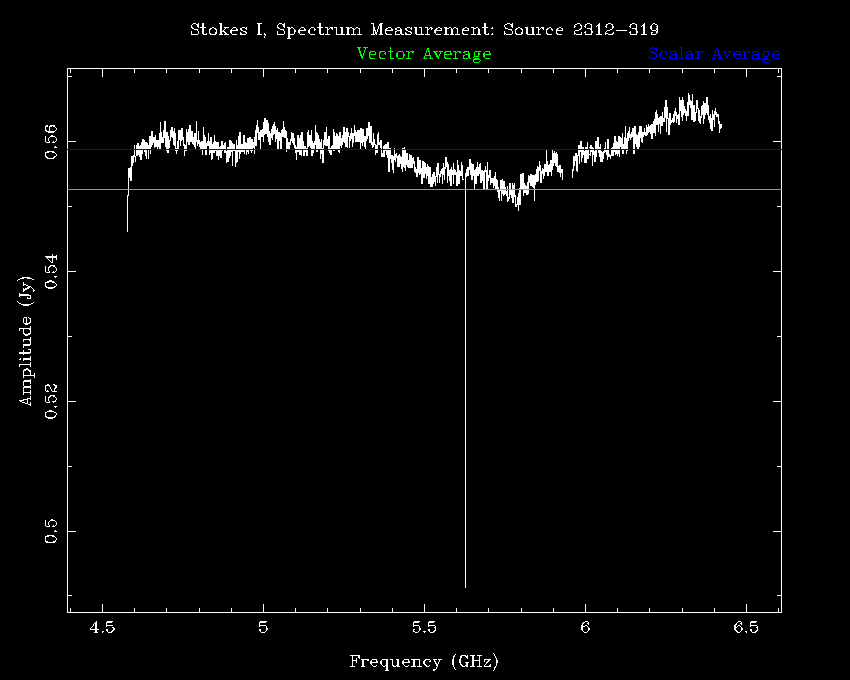 Stokes I, Spectrum Measurement: Source 2312−319
Vector Average
Scalar Average
0.56
0.54
0.52
0.5
Amplitude (Jy)
4.5 5 5.5 6 6.5
Frequency (GHz)